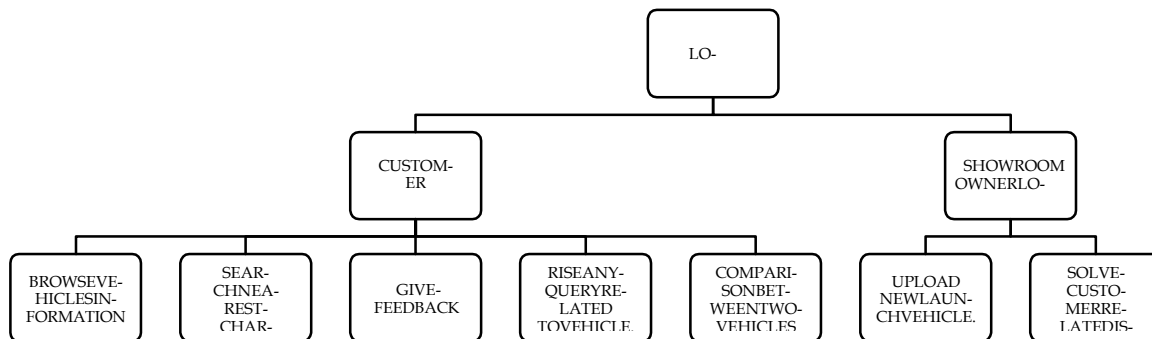 LO-
CUSTOM-
ER
SHOWROOM
OWNERLO-
BROWSEVE-
HICLESIN-
FORMATION
SEAR-
CHNEA-
REST-
CHAR-
GIVE-
FEEDBACK
RISEANY-
QUERYRE-
LATED
TOVEHICLE.
COMPARI-
SONBET-
WEENTWO-
VEHICLES
UPLOAD
NEWLAUN-
CHVEHICLE.
SOLVE-
CUSTO-
MERRE-
LATEDIS-